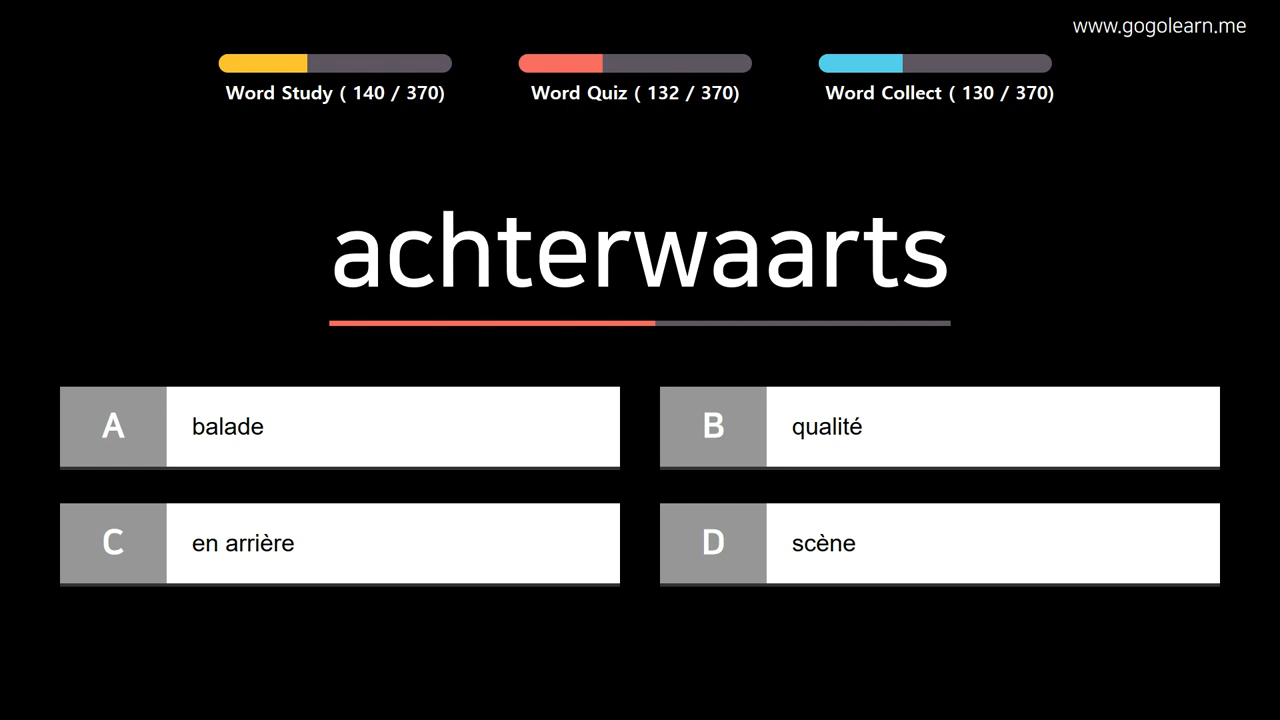 www.gogolearn.me
Word Study ( 140 / 370)
Word Quiz ( 132 / 370)
Word Collect ( 130 / 370)
achterwaarts
A balade
B qualité
C en arrière
D scène